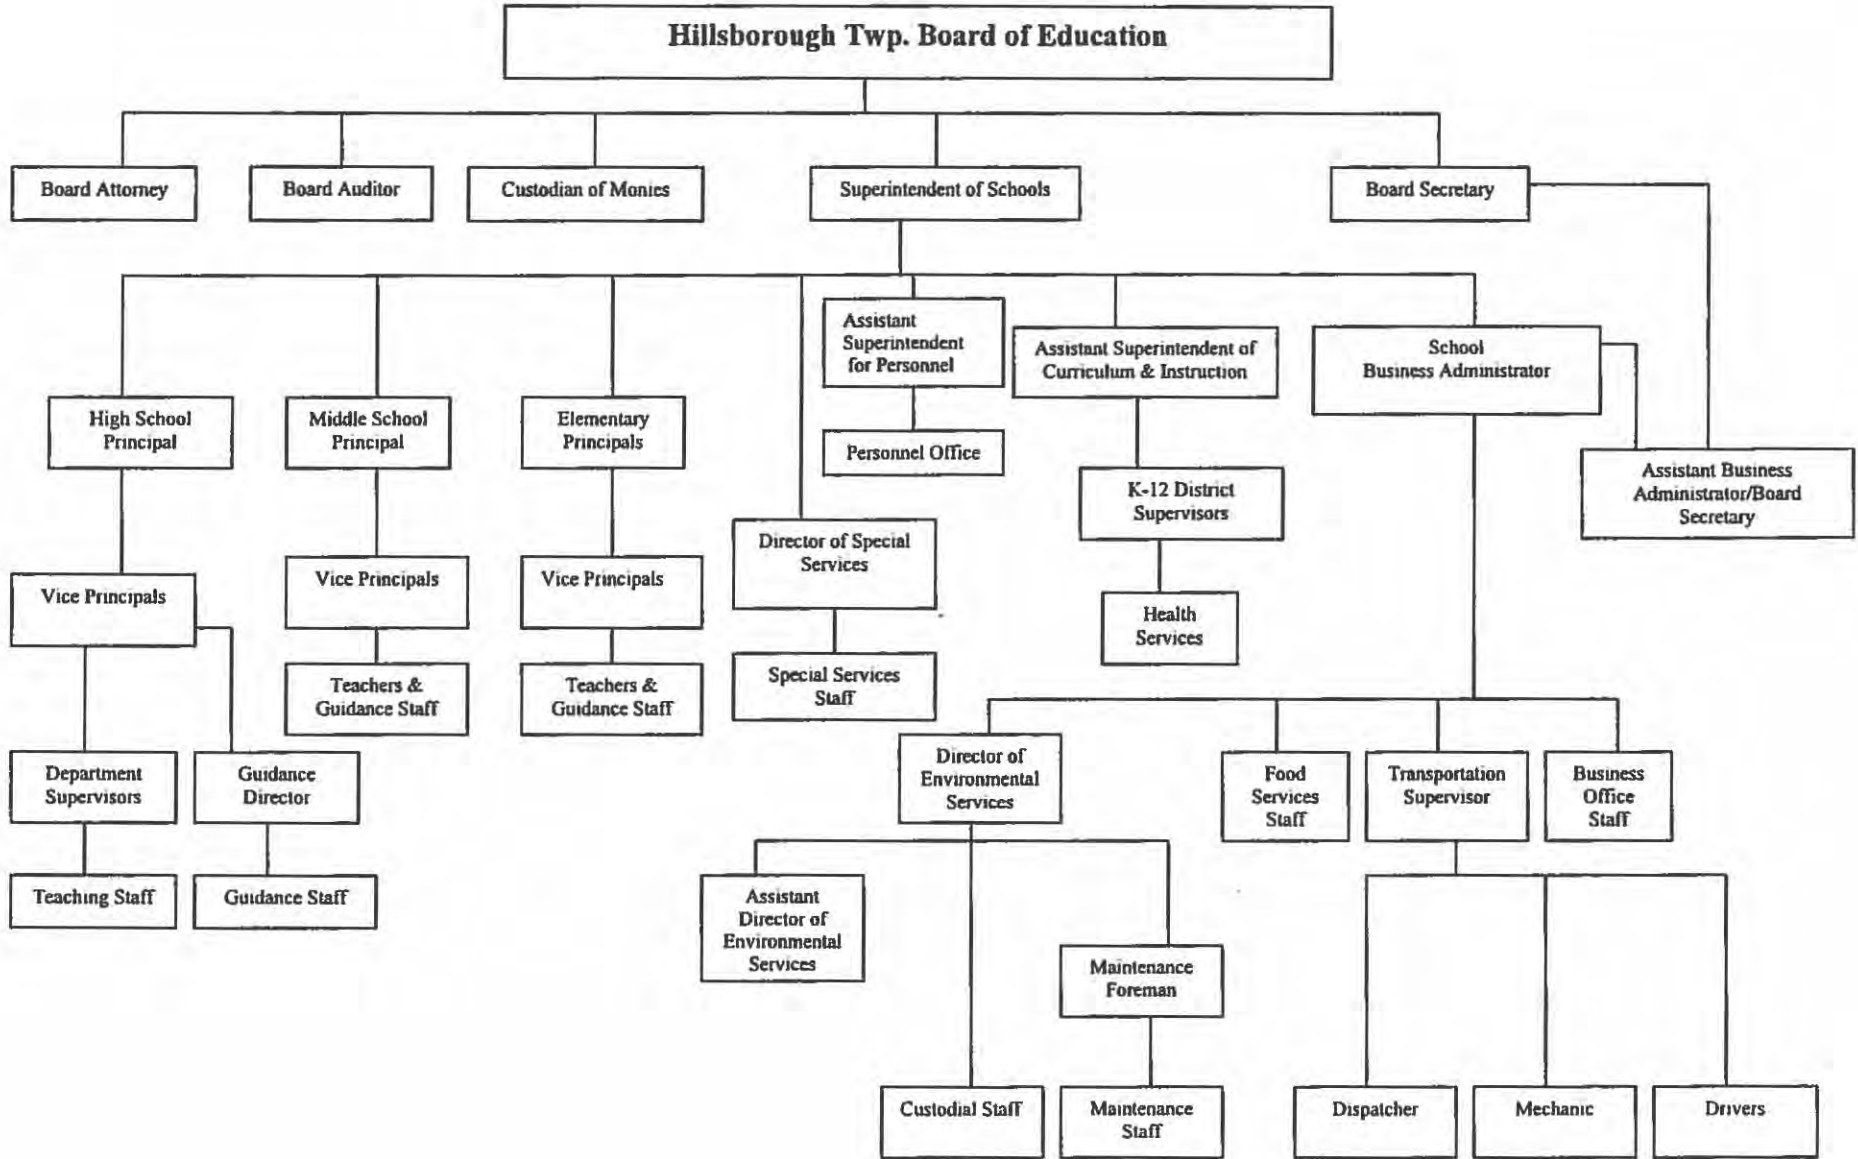 Hillsborough Twp. Board of Education
Board Attorney
Board Auditor
Custodian of Monies
Superintendent of Schools
Board Secretary
Assistant
Superintendent
for Personnel
Assistant Superintendent of
Curriculum & Instruction
School
Business Administrator
High School
Principal
Middle School
Principal
Elementary
Principals
Personnel Office
K-12 District
Supervisors
Assistant Business
Administrator/Board
Secretary
Director of Special
Services
Vice Principals
Vice Principals
Vice Principals
Health
Services
Teachers &
Guidance Staff
Teachers &
Guidance Staff
Special Services
Staff
Department
Supervisors
Guidance
Director
Director of
Environmental
Services
Food
Services
Staff
Transportation
Supervisor
Business
Office
Staff
Teaching Staff
Guidance Staff
Assistant
Director of
Environmental
Services
Maintenance
Foreman
Custodial Staff
Maintenance
Staff
Dispatcher
Mechanic
Drivers